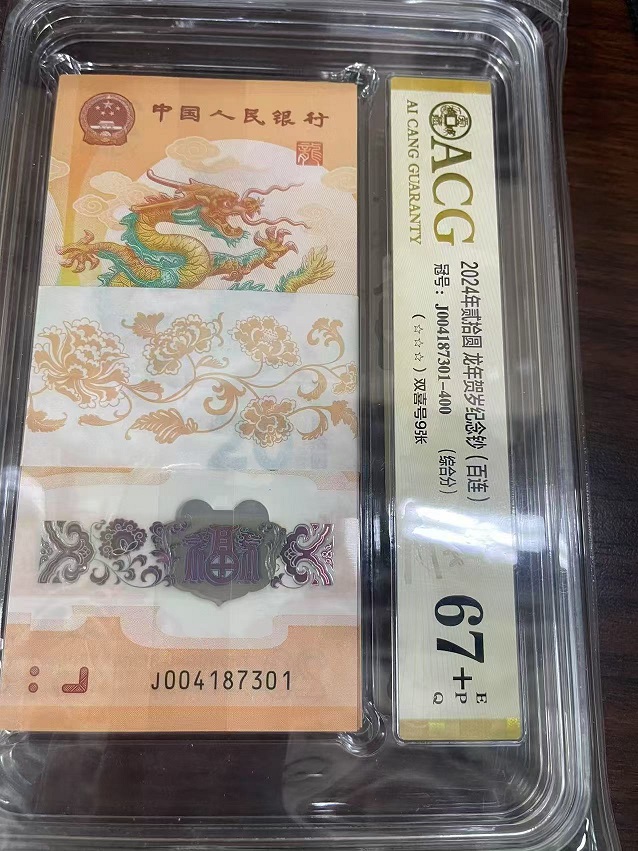 中国人民银行
龍
福
J004187301
ACG
AI CANG GUARANTY
2024年贰拾圆 龙年贺岁纪念钞（百连）
冠号：J004187301-400 （综合分）
（☆☆☆）双喜号9张
67+
E
P
Q